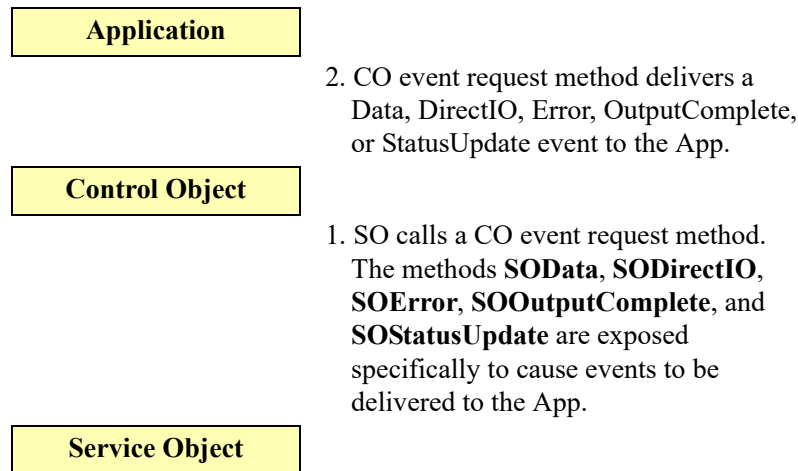 Application
2. CO event request method delivers a
Data, DirectIO, Error, OutputComplete,
or StatusUpdate event to the App.
Control Object
1. SO calls a CO event request method.
The methods SOData, SODirectIO,
SOError, SOOutputComplete, and
SOStatusUpdate are exposed
specifically to cause events to be
delivered to the App.
Service Object